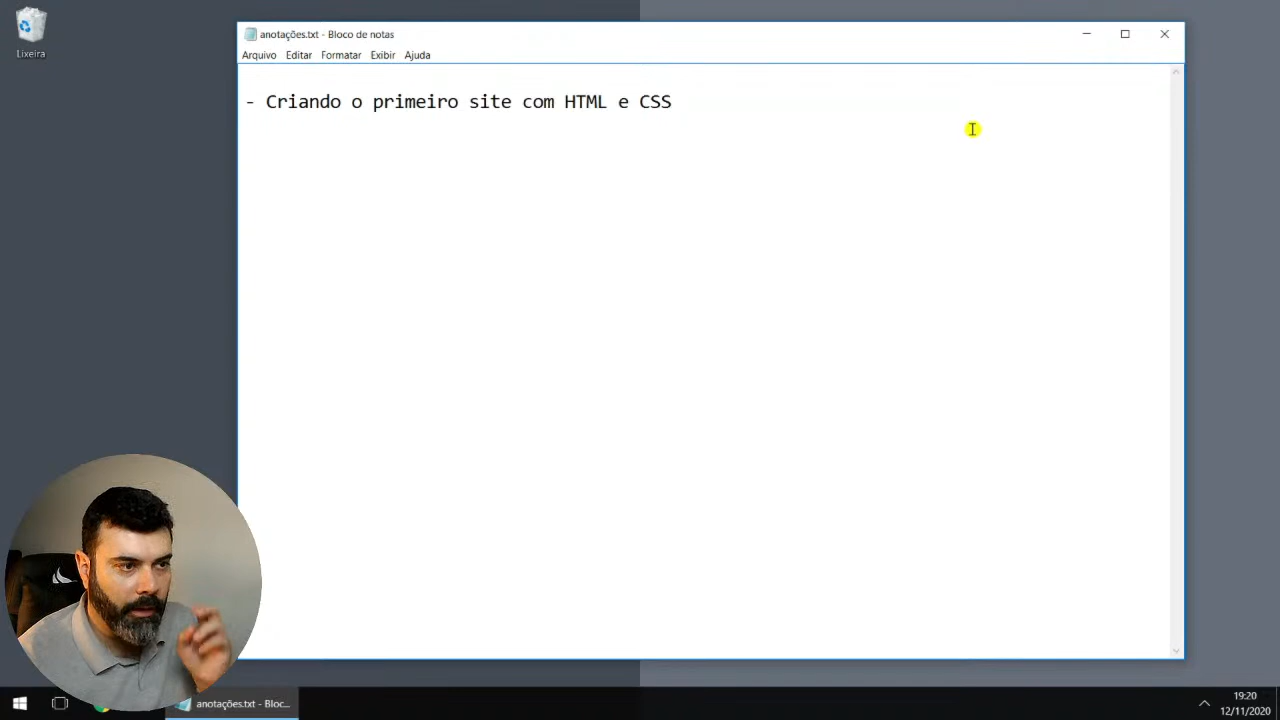 Lixeira
anotações.txt - Bloco de notas
Arquivo Editar Formatar Exibir Ajuda
- Criando o primeiro site com HTML e CSS
anotações.txt - Bloc...
19:20
12/11/2020